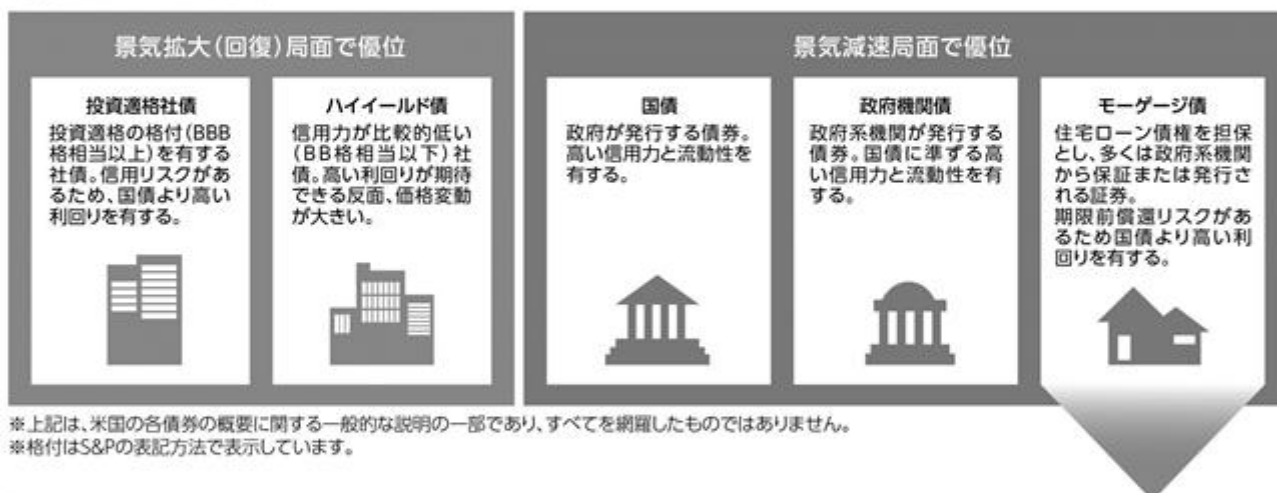 景気拡大(回復)局面で優位
投資適格社債
投資適格の格付(BBB
格相当以上)を有する
社債。信用リスクがあ
るため、国債より高い
利回りを有する。
ハイイールド債
信用力が比較的低い
(BB格相当以下)社
債。高い利回りが期待
できる反面、価格変動
が大きい。
景気減速局面で優位
国債
政府が発行する債券。
高い信用力と流動性を
有する。
政府機関債
政府系機関が発行する
債券。国債に準ずる高
い信用力と流動性を有
する。
モーゲージ債
住宅ローン債権を担保
とし、多くは政府系機関
から保証または発行さ
れる証券。
期限前償還リスクがあ
るため国債より高い利
回りを有する。
※上記は、米国の各債券の概要に関する一般的な説明の一部であり、すべてを網羅したものではありません。
※格付はS&Pの表記方法で表示しています。